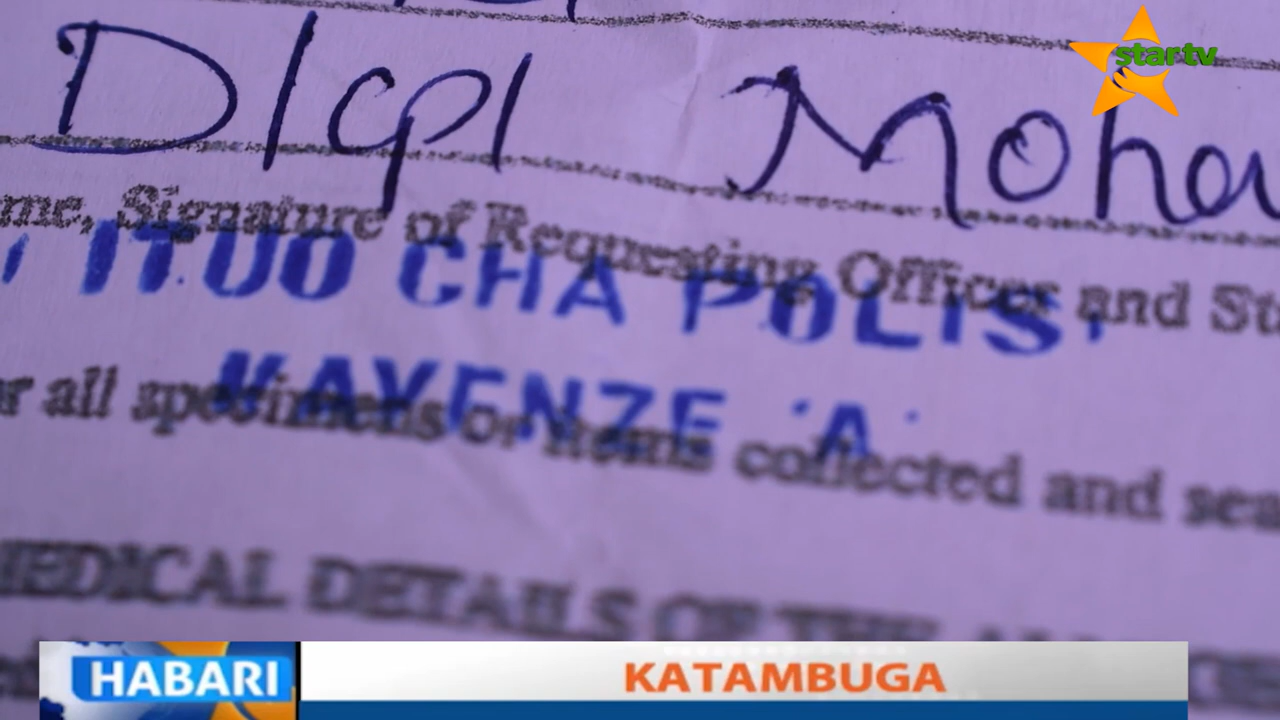 startv
D/cpl Moha
me, Signature of Requesting Officer and St
ITUO CHA POLISI
KAYENZE 'A'
all specimens or items collected and sea
MEDICAL DETAILS OF THE
HABARI
KATAMBUGA